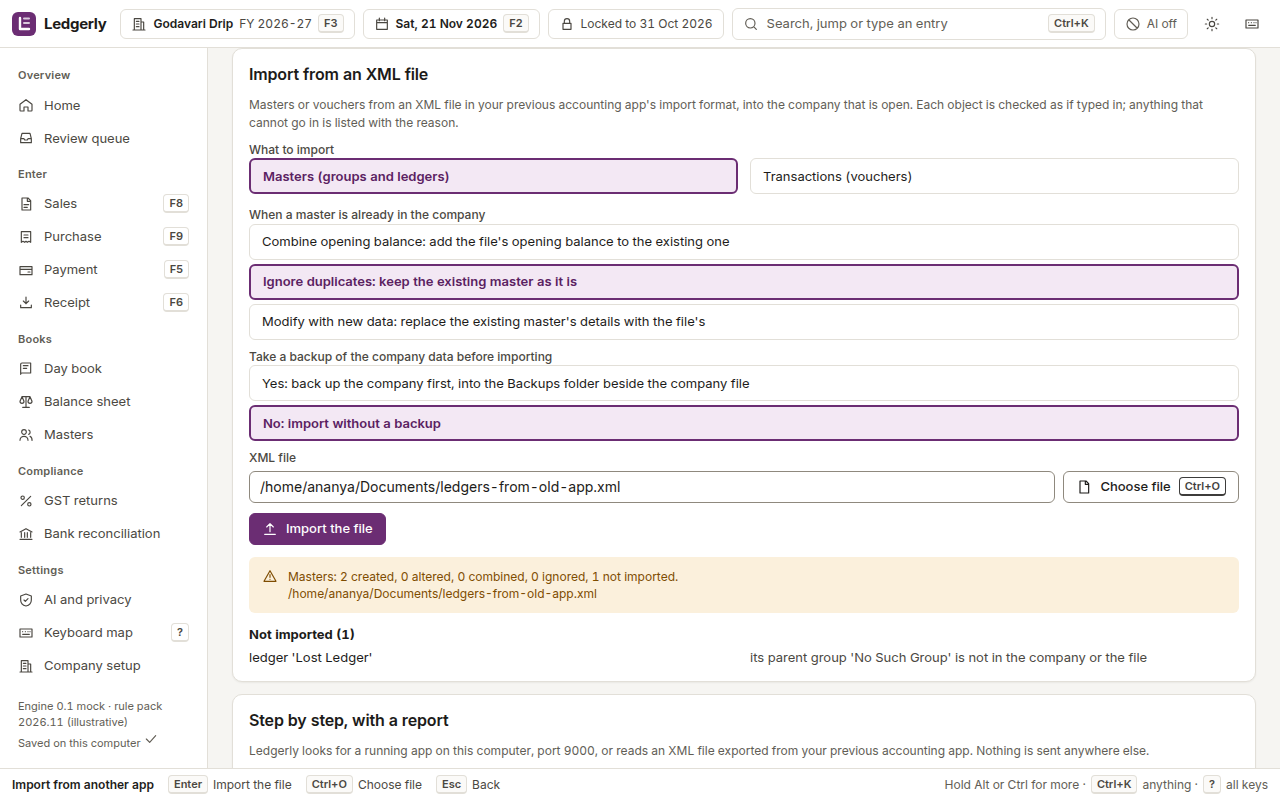 Ledgerly
Godavari Drip FY 2026-27 F3
Sat, 21 Nov 2026 F2
Locked to 31 Oct 2026
Search, jump or type an entry Ctrl+K
AI off
Overview
Home
Review queue
Enter
Sales F8
Purchase F9
Payment F5
Receipt F6
Books
Day book
Balance sheet
Masters
Compliance
GST returns
Bank reconciliation
Settings
AI and privacy
Keyboard map ?
Company setup
Engine 0.1 mock · rule pack
2026.11 (illustrative)
Saved on this computer
Import from an XML file
Masters or vouchers from an XML file in your previous accounting app's import format, into the company that is open. Each object is checked as if typed in; anything that
cannot go in is listed with the reason.
What to import
Masters (groups and ledgers)
Transactions (vouchers)
When a master is already in the company
Combine opening balance: add the file's opening balance to the existing one
Ignore duplicates: keep the existing master as it is
Modify with new data: replace the existing master's details with the file's
Take a backup of the company data before importing
Yes: back up the company first, into the Backups folder beside the company file
No: import without a backup
XML file
/home/ananya/Documents/ledgers-from-old-app.xml
Choose file Ctrl+O
Import the file
Masters: 2 created, 0 altered, 0 combined, 0 ignored, 1 not imported.
/home/ananya/Documents/ledgers-from-old-app.xml
Not imported (1)
ledger 'Lost Ledger' its parent group 'No Such Group' is not in the company or the file
Step by step, with a report
Ledgerly looks for a running app on this computer, port 9000, or reads an XML file exported from your previous accounting app. Nothing is sent anywhere else.
Import from another app Enter Import the file Ctrl+O Choose file Esc Back
Hold Alt or Ctrl for more · Ctrl+K anything · ? all keys